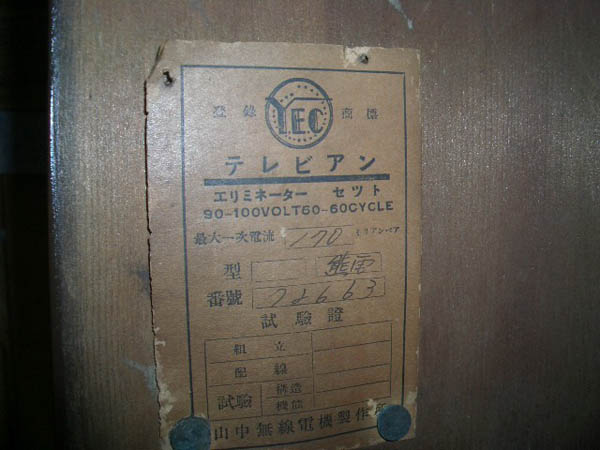 登錄 YEC 商標
テレビアン
エリミネーター セツト
90-100VOLT50-60CYCLE
最大一次電流 170 ミリアンペア
型
番號 72663
試驗證
組立
配線
試驗 構造
機能
山中無線電機製作所